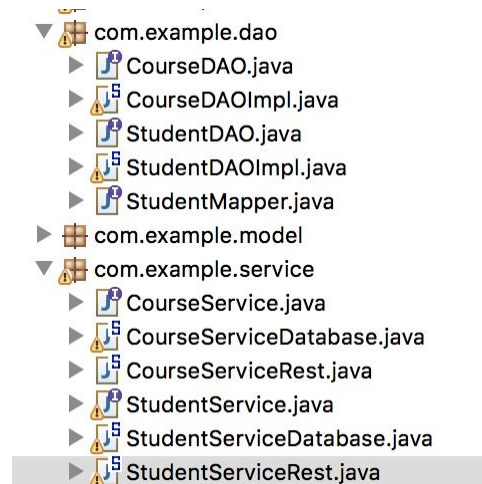 com.example.dao
CourseDAO.java
CourseDAOImpl.java
StudentDAO.java
StudentDAOImpl.java
StudentMapper.java
com.example.model
com.example.service
CourseService.java
CourseServiceDatabase.java
CourseServiceRest.java
StudentService.java
StudentServiceDatabase.java
StudentServiceRest.java